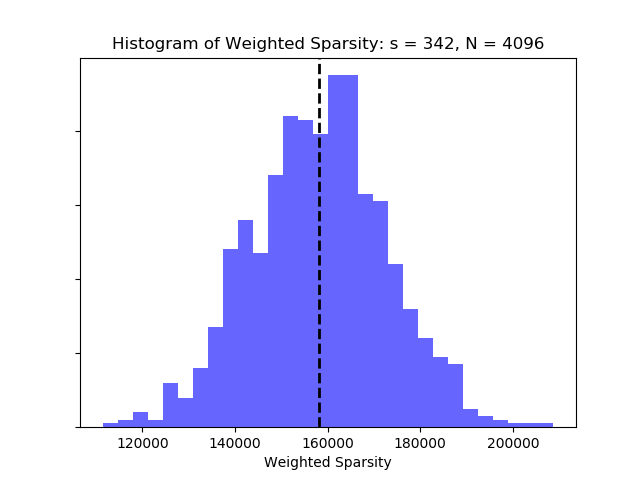 Histogram of Weighted Sparsity: s = 342, N = 4096
120000 140000 160000 180000 200000
Weighted Sparsity